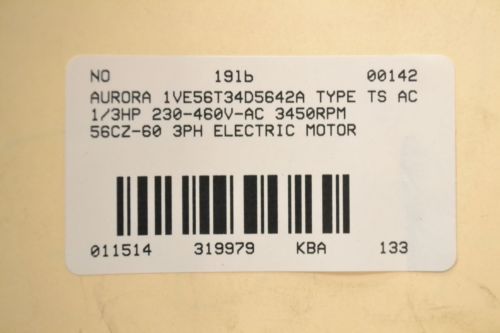 NO 19lb 00142
AURORA 1VE56T34D5642A TYPE TS AC
1/3HP 230-460V-AC 3450RPM
56CZ-60 3PH ELECTRIC MOTOR
011514 319979 KBA 133